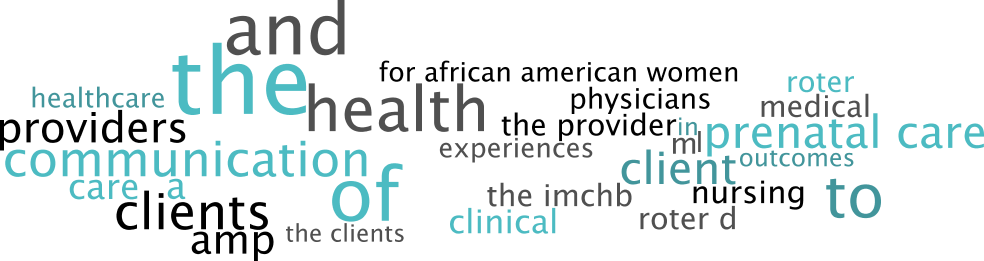 and
the
for african american women
roter
healthcare
health
physicians
medical
providers
the provider
in
ml
prenatal care
communication
experiences
outcomes
client
care
a
of
the imchb
nursing
to
clients
clinical
roter d
amp
the clients